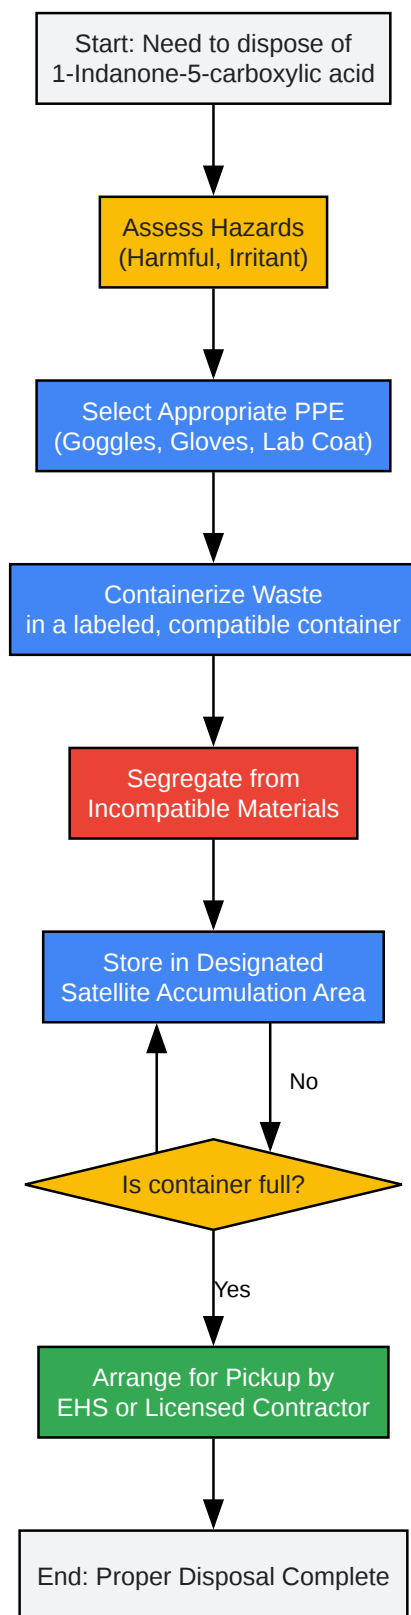 Start: Need to dispose of
1-Indanone-5-carboxylic acid
Assess Hazards
(Harmful, Irritant)
Select Appropriate PPE
(Goggles, Gloves, Lab Coat)
Containerize Waste
in a labeled, compatible container
Segregate from
Incompatible Materials
Store in Designated
Satellite Accumulation Area
No
Is container full?
Yes
Arrange for Pickup by
EHS or Licensed Contractor
End: Proper Disposal Complete